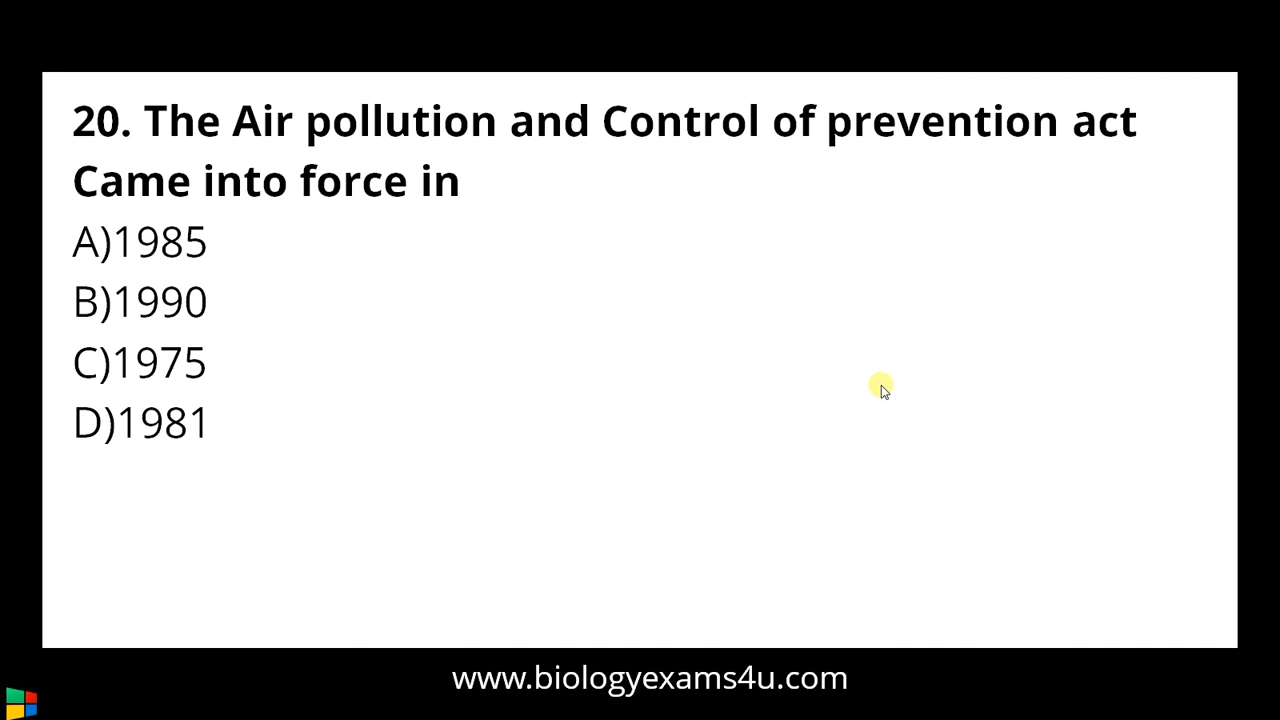 20. The Air pollution and Control of prevention act
Came into force in
A)1985
B)1990
C)1975
D)1981
www.biologyexams4u.com